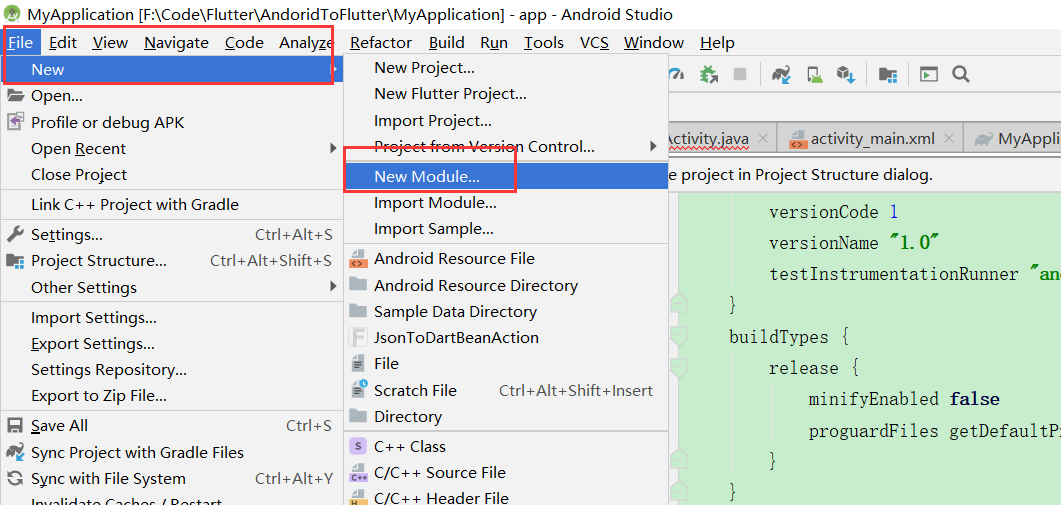 MyApplication [F:\Code\Flutter\AndoridToFlutter\MyApplication] - app - Android Studio
File Edit View Navigate Code Analyze Refactor Build Run Tools VCS Window Help
New
Open...
Profile or debug APK
Open Recent
Close Project
Link C++ Project with Gradle
Settings... Ctrl+Alt+S
Project Structure... Ctrl+Alt+Shift+S
Other Settings
Import Settings...
Export Settings...
Settings Repository...
Export to Zip File...
Save All Ctrl+S
Sync Project with Gradle Files
Sync with File System Ctrl+Alt+Y
Invalidate Caches / Restart
New Project...
New Flutter Project...
Import Project...
Project from Version Control...
New Module...
Import Module...
Import Sample...
Android Resource File
Android Resource Directory
Sample Data Directory
JsonToDartBeanAction
File
Scratch File Ctrl+Alt+Shift+Insert
Directory
C++ Class
C/C++ Source File
C/C++ Header File
Activity.java activity_main.xml MyAppli
e project in Project Structure dialog.
versionCode 1
versionName "1.0"
testInstrumentationRunner "an
}
buildTypes {
release {
minifyEnabled false
proguardFiles getDefaultP
}
}